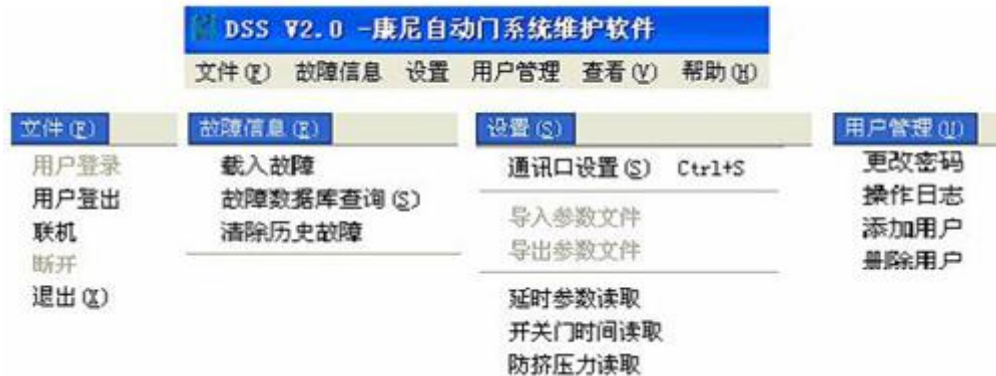 DSS V2.0 -康尼自动门系统维护软件
文件(F) 故障信息 设置 用户管理 查看(V) 帮助(H)
文件(F)
用户登录
用户登出
联机
断开
退出(X)
故障信息(R)
载入故障
故障数据库查询(S)
清除历史故障
设置(S)
通讯口设置(S) Ctrl+S
导入参数文件
导出参数文件
延时参数读取
开关门时间读取
防挤压力读取
用户管理(U)
更改密码
操作日志
添加用户
删除用户